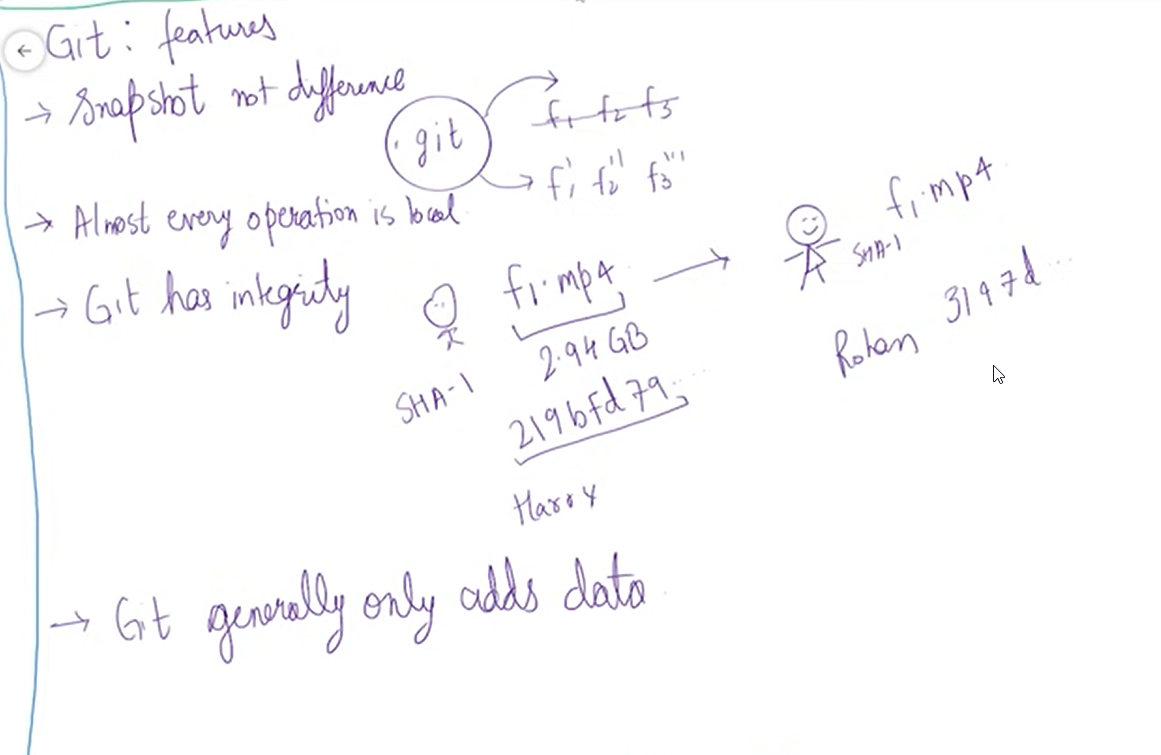 Git : features
→ Snapshot not difference
.git
f1 f2 f3
f1' f2'' f3'''
→ Almost every operation is local
→ Git has integrity
f1.mp4
2.94 GB
SHA-1
219bfd79...
Harry
f1.mp4
SHA-1
Rohan 3197d...
→ Git generally only adds data